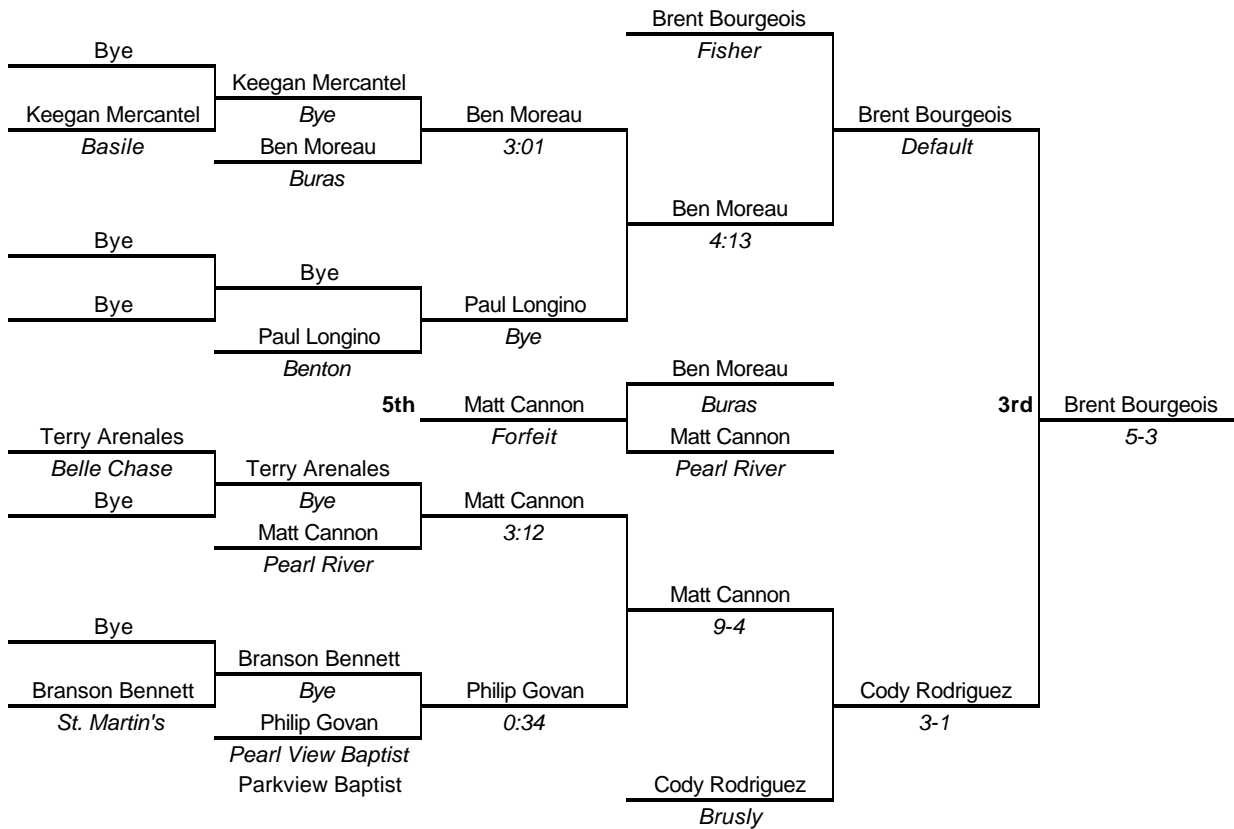 Brent Bourgeois
Fisher
Bye
Keegan Mercantel
Keegan Mercantel
Basile
Bye
Ben Moreau
Buras
Ben Moreau
3:01
Brent Bourgeois
Default
Ben Moreau
4:13
Bye
Bye
Bye
Paul Longino
Benton
Paul Longino
Bye
Ben Moreau
Buras
5th
Matt Cannon
Forfeit
Matt Cannon
Pearl River
3rd
Brent Bourgeois
5-3
Terry Arenales
Belle Chase
Bye
Terry Arenales
Bye
Matt Cannon
Pearl River
Matt Cannon
3:12
Matt Cannon
9-4
Bye
Branson Bennett
Branson Bennett
St. Martin's
Bye
Philip Govan
Pearl View Baptist
Parkview Baptist
Philip Govan
0:34
Cody Rodriguez
3-1
Cody Rodriguez
Brusly